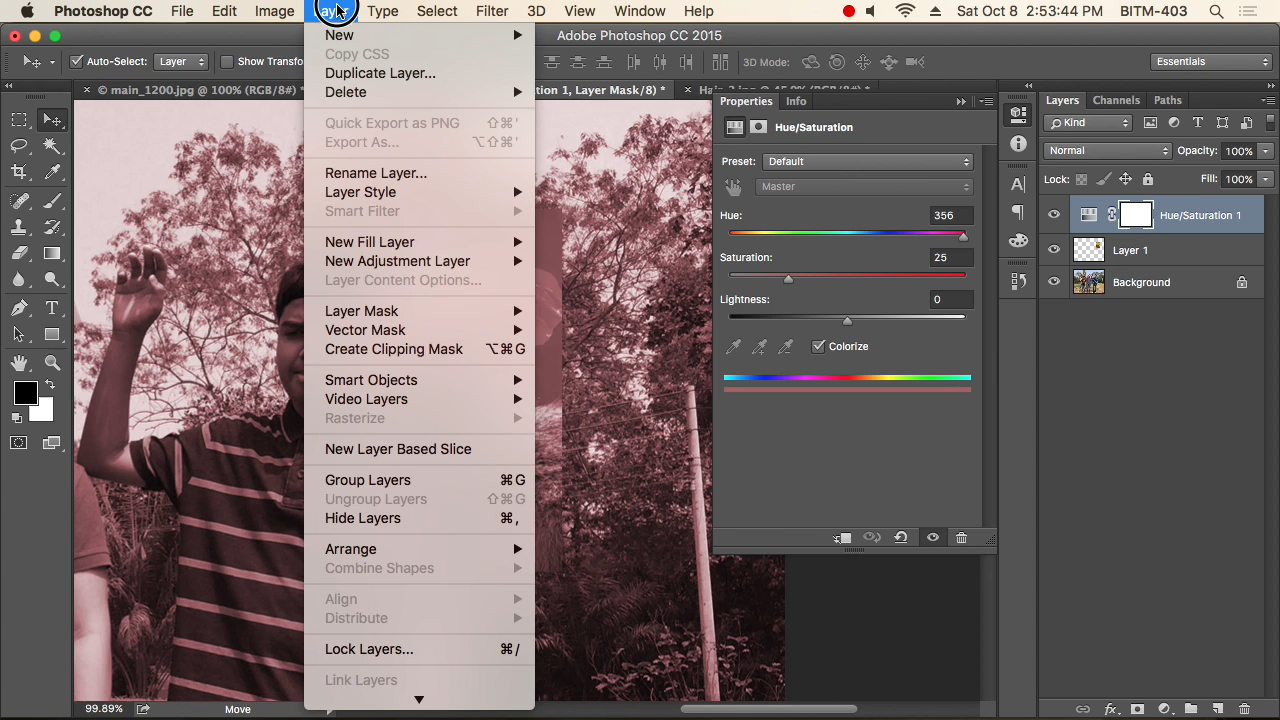 Photoshop CC File Edit Image Layer Type Select Filter 3D View Window Help Sat Oct 8 2:53:44 PM BITM-403
Adobe Photoshop CC 2015
Auto-Select: Layer Show Transfo 3D Mode: Essentials
© main_1200.jpg @ 100% (RGB/8#) * tion 1, Layer Mask/8) *
New
Copy CSS
Duplicate Layer...
Delete
Quick Export as PNG ⇧⌘'
Export As... ⌥⇧⌘'
Rename Layer...
Layer Style
Smart Filter
New Fill Layer
New Adjustment Layer
Layer Content Options...
Layer Mask
Vector Mask
Create Clipping Mask ⌥⌘G
Smart Objects
Video Layers
Rasterize
New Layer Based Slice
Group Layers ⌘G
Ungroup Layers ⇧⌘G
Hide Layers ⌘,
Arrange
Combine Shapes
Align
Distribute
Lock Layers... ⌘/
Link Layers
Properties Info
Hue/Saturation
Preset: Default
Master
Hue: 356
Saturation: 25
Lightness: 0
Colorize
Layers Channels Paths
Kind
Normal Opacity: 100%
Lock: Fill: 100%
Hue/Saturation 1
Layer 1
Background
99.89% Move